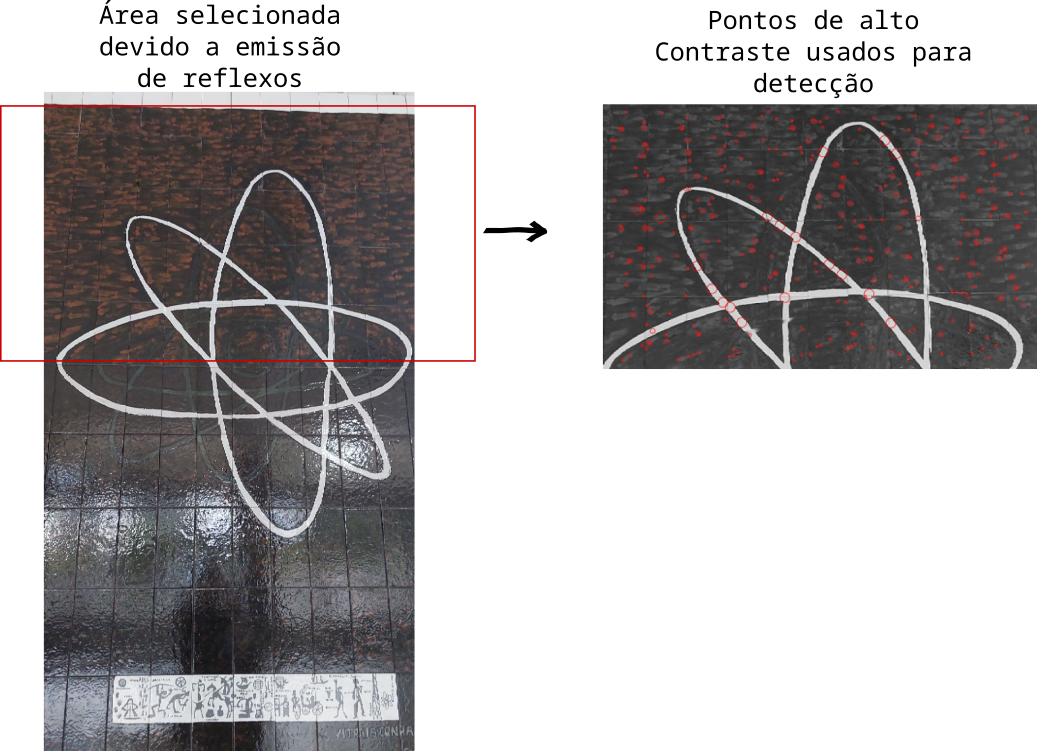 Área selecionada
devido a emissão
de reflexos
Pontos de alto
Contraste usados para
detecção